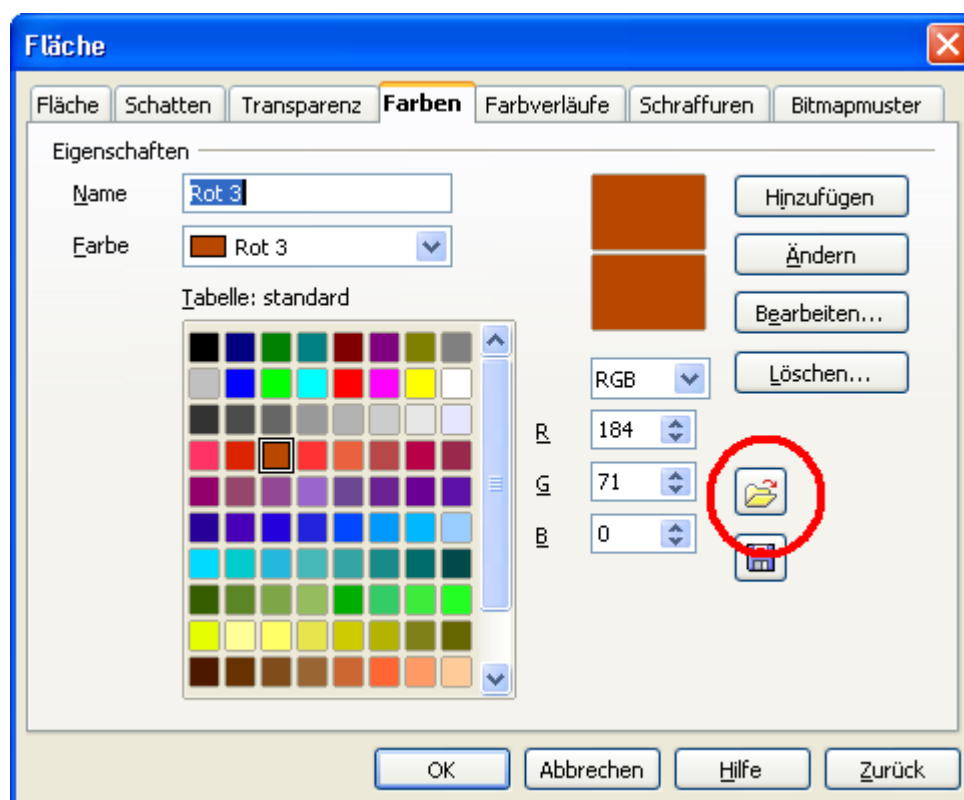 Fläche
Fläche Schatten Transparenz Farben Farbverläufe Schraffuren Bitmapmuster
Eigenschaften
Name Rot 3 Hinzufügen
Farbe Rot 3 Ändern
Tabelle: standard
Bearbeiten...
RGB Löschen...
R 184
G 71
B 0
OK Abbrechen Hilfe Zurück